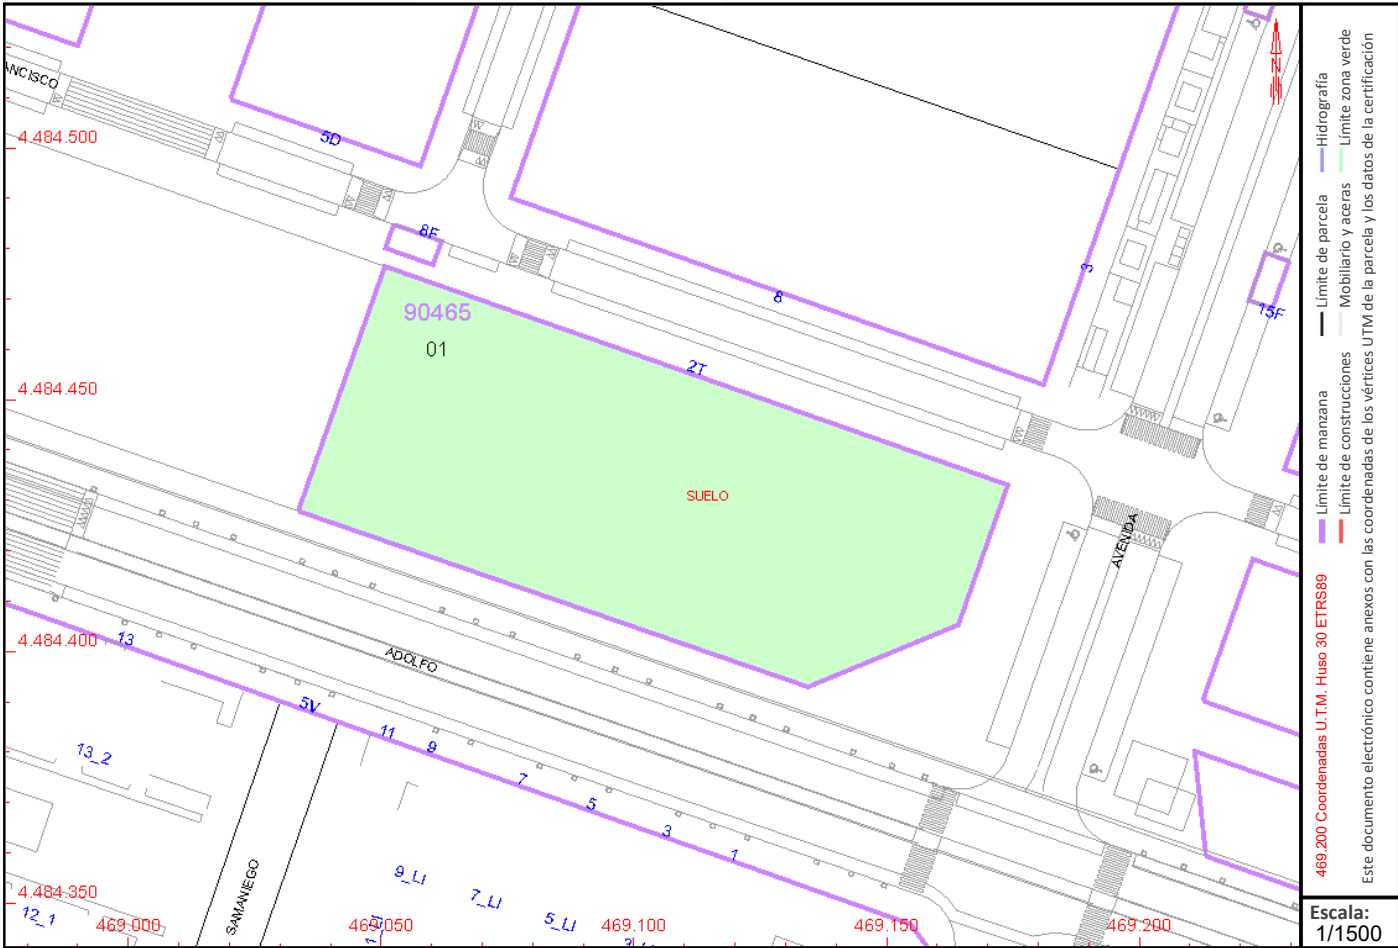 ANCISCO
4.484.500
5D
8F
90465
01
8
3
15F
2T
4.484.450
SUELO
AVENIDA
4.484.400
13
ADOLFO
5V
11
9
13_2
7
5
3
1
SAMANIEGO
9_LI
7_LI
5_LI
4.484.350
12_1
469.000
469.050
469.100
469.150
469.200
N
469.200 Coordenadas U.T.M. Huso 30 ETRS89
Límite de manzana
Límite de parcela
Hidrografía
Límite de construcciones
Mobiliario y aceras
Límite zona verde
Este documento electrónico contiene anexos con las coordenadas de los vértices UTM de la parcela y los datos de la certificación
Escala:
1/1500